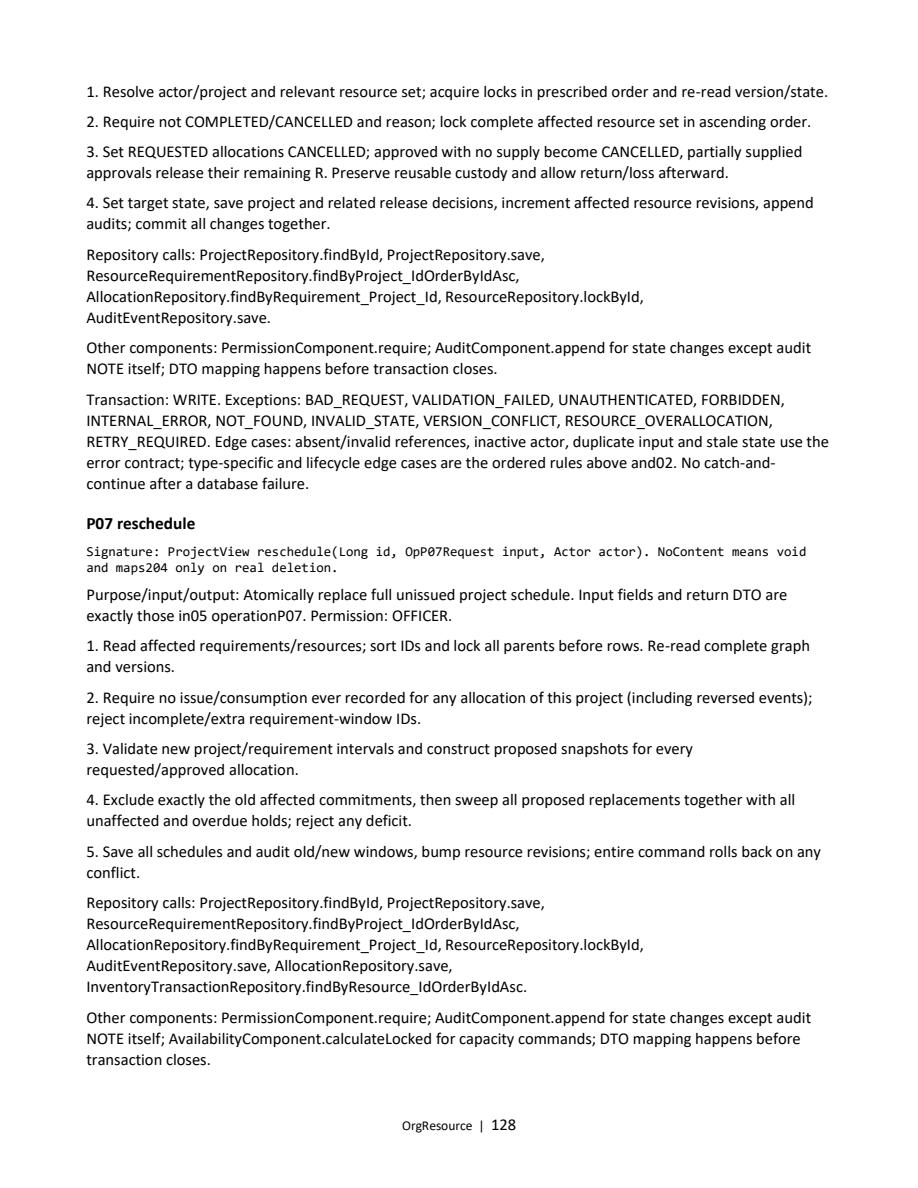 1. Resolve actor/project and relevant resource set; acquire locks in prescribed order and re-read version/state.
2. Require not COMPLETED/CANCELLED and reason; lock complete affected resource set in ascending order.
3. Set REQUESTED allocations CANCELLED; approved with no supply become CANCELLED, partially supplied
approvals release their remaining R. Preserve reusable custody and allow return/loss afterward.
4. Set target state, save project and related release decisions, increment affected resource revisions, append
audits; commit all changes together.
Repository calls: ProjectRepository.findById, ProjectRepository.save,
ResourceRequirementRepository.findByProject_IdOrderByIdAsc,
AllocationRepository.findByRequirement_Project_Id, ResourceRepository.lockById,
AuditEventRepository.save.
Other components: PermissionComponent.require; AuditComponent.append for state changes except audit
NOTE itself; DTO mapping happens before transaction closes.
Transaction: WRITE. Exceptions: BAD_REQUEST, VALIDATION_FAILED, UNAUTHENTICATED, FORBIDDEN,
INTERNAL_ERROR, NOT_FOUND, INVALID_STATE, VERSION_CONFLICT, RESOURCE_OVERALLOCATION,
RETRY_REQUIRED. Edge cases: absent/invalid references, inactive actor, duplicate input and stale state use the
error contract; type-specific and lifecycle edge cases are the ordered rules above and02. No catch-and-
continue after a database failure.
P07 reschedule
Signature: ProjectView reschedule(Long id, OpP07Request input, Actor actor). NoContent means void
and maps204 only on real deletion.
Purpose/input/output: Atomically replace full unissued project schedule. Input fields and return DTO are
exactly those in05 operationP07. Permission: OFFICER.
1. Read affected requirements/resources; sort IDs and lock all parents before rows. Re-read complete graph
and versions.
2. Require no issue/consumption ever recorded for any allocation of this project (including reversed events);
reject incomplete/extra requirement-window IDs.
3. Validate new project/requirement intervals and construct proposed snapshots for every
requested/approved allocation.
4. Exclude exactly the old affected commitments, then sweep all proposed replacements together with all
unaffected and overdue holds; reject any deficit.
5. Save all schedules and audit old/new windows, bump resource revisions; entire command rolls back on any
conflict.
Repository calls: ProjectRepository.findById, ProjectRepository.save,
ResourceRequirementRepository.findByProject_IdOrderByIdAsc,
AllocationRepository.findByRequirement_Project_Id, ResourceRepository.lockById,
AuditEventRepository.save, AllocationRepository.save,
InventoryTransactionRepository.findByResource_IdOrderByIdAsc.
Other components: PermissionComponent.require; AuditComponent.append for state changes except audit
NOTE itself; AvailabilityComponent.calculateLocked for capacity commands; DTO mapping happens before
transaction closes.
OrgResource | 128